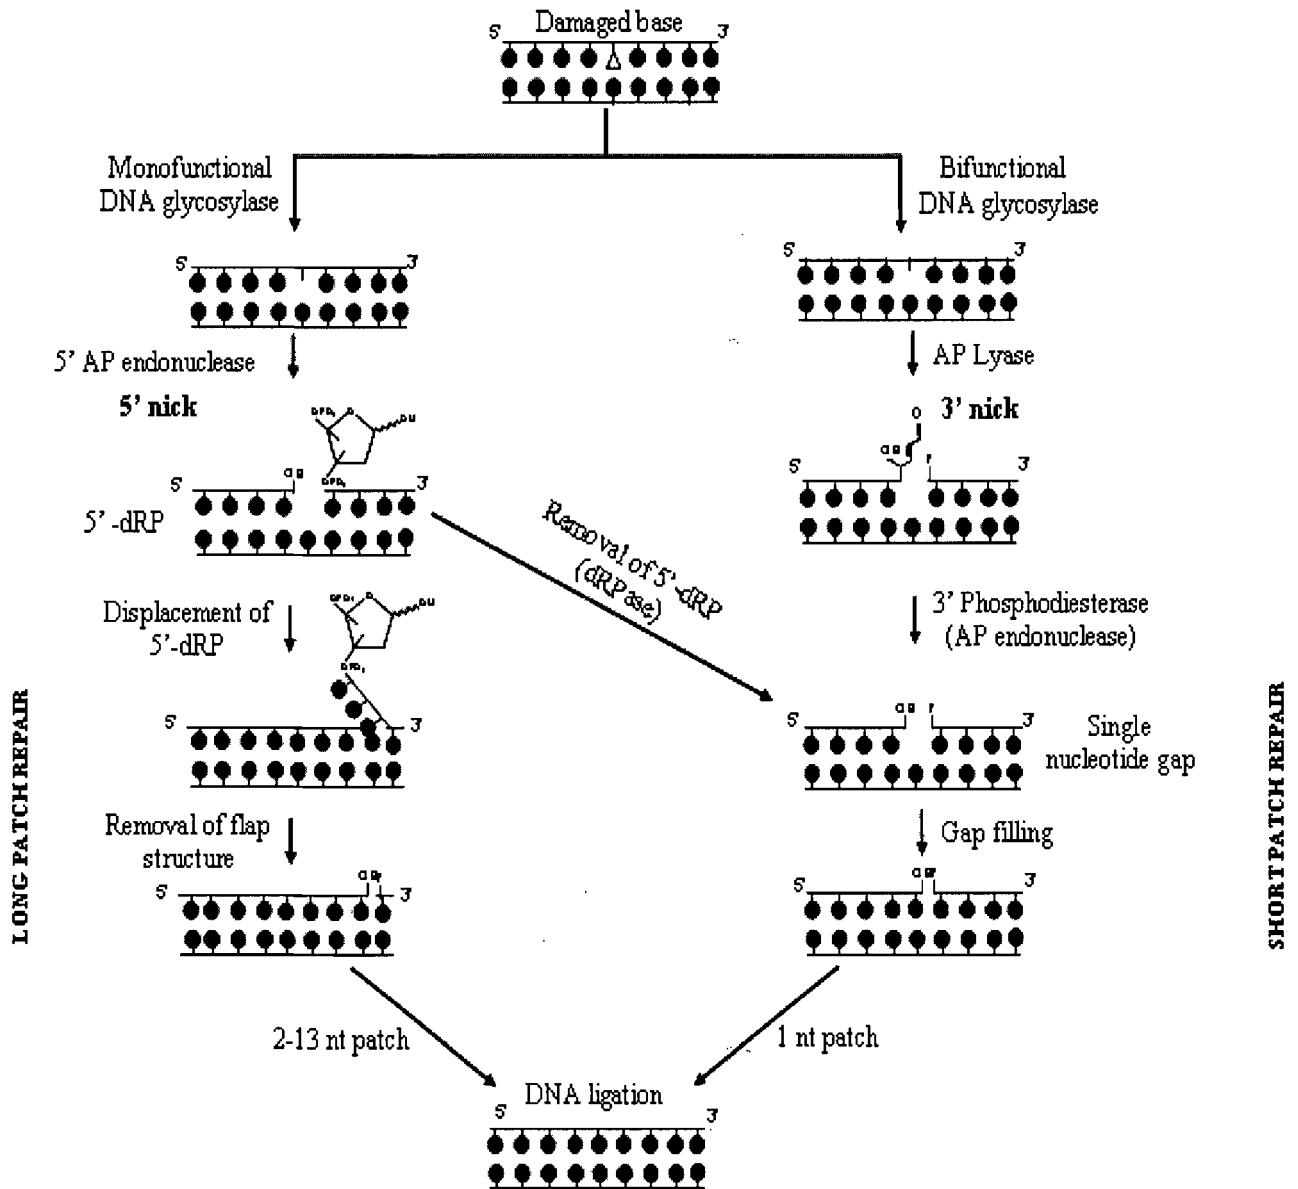 Damaged base
5' 3'
Monofunctional
DNA glycosylase
Bifunctional
DNA glycosylase
5' 3'
5' 3'
5' AP endonuclease
AP Lyase
5' nick
3' nick
O
O
5' 3'
P
5' 3'
5'-dRP
Removal of 5'-dRP
(dRPase)
Displacement of
5'-dRP
3' Phosphodiesterase
(AP endonuclease)
O
5' 3'
P
5' 3'
Single
nucleotide gap
Removal of flap
structure
Gap filling
5' 3'
5' 3'
LONG PATCH REPAIR
SHORT PATCH REPAIR
2-13 nt patch
1 nt patch
DNA ligation
5' 3'